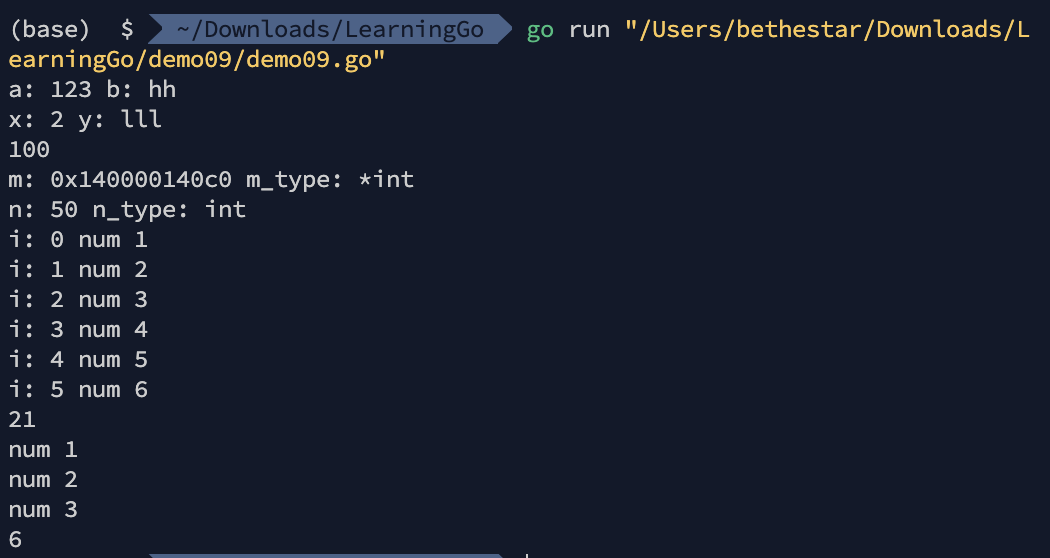 (base) $ ~/Downloads/LearningGo go run "/Users/bethestar/Downloads/L
earningGo/demo09/demo09.go"
a: 123 b: hh
x: 2 y: lll
100
m: 0x140000140c0 m_type: *int
n: 50 n_type: int
i: 0 num 1
i: 1 num 2
i: 2 num 3
i: 3 num 4
i: 4 num 5
i: 5 num 6
21
num 1
num 2
num 3
6